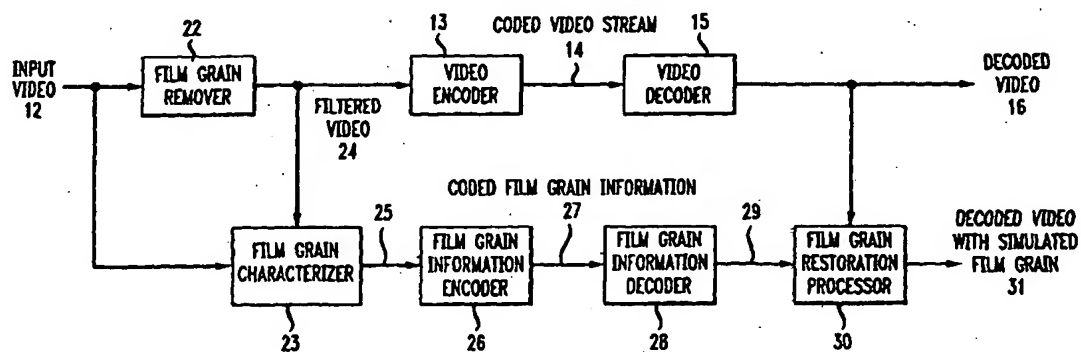 22
13
CODED VIDEO STREAM
14
15
INPUT
VIDEO
12
FILM GRAIN
REMOVER
VIDEO
ENCODER
VIDEO
DECODER
DECODED
VIDEO
16
FILTERED
VIDEO
24
CODED FILM GRAIN INFORMATION
25
27
29
FILM GRAIN
CHARACTERIZER
FILM GRAIN
INFORMATION
ENCODER
FILM GRAIN
INFORMATION
DECODER
FILM GRAIN
RESTORATION
PROCESSOR
DECODED VIDEO
WITH SIMULATED
FILM GRAIN
31
23
26
28
30